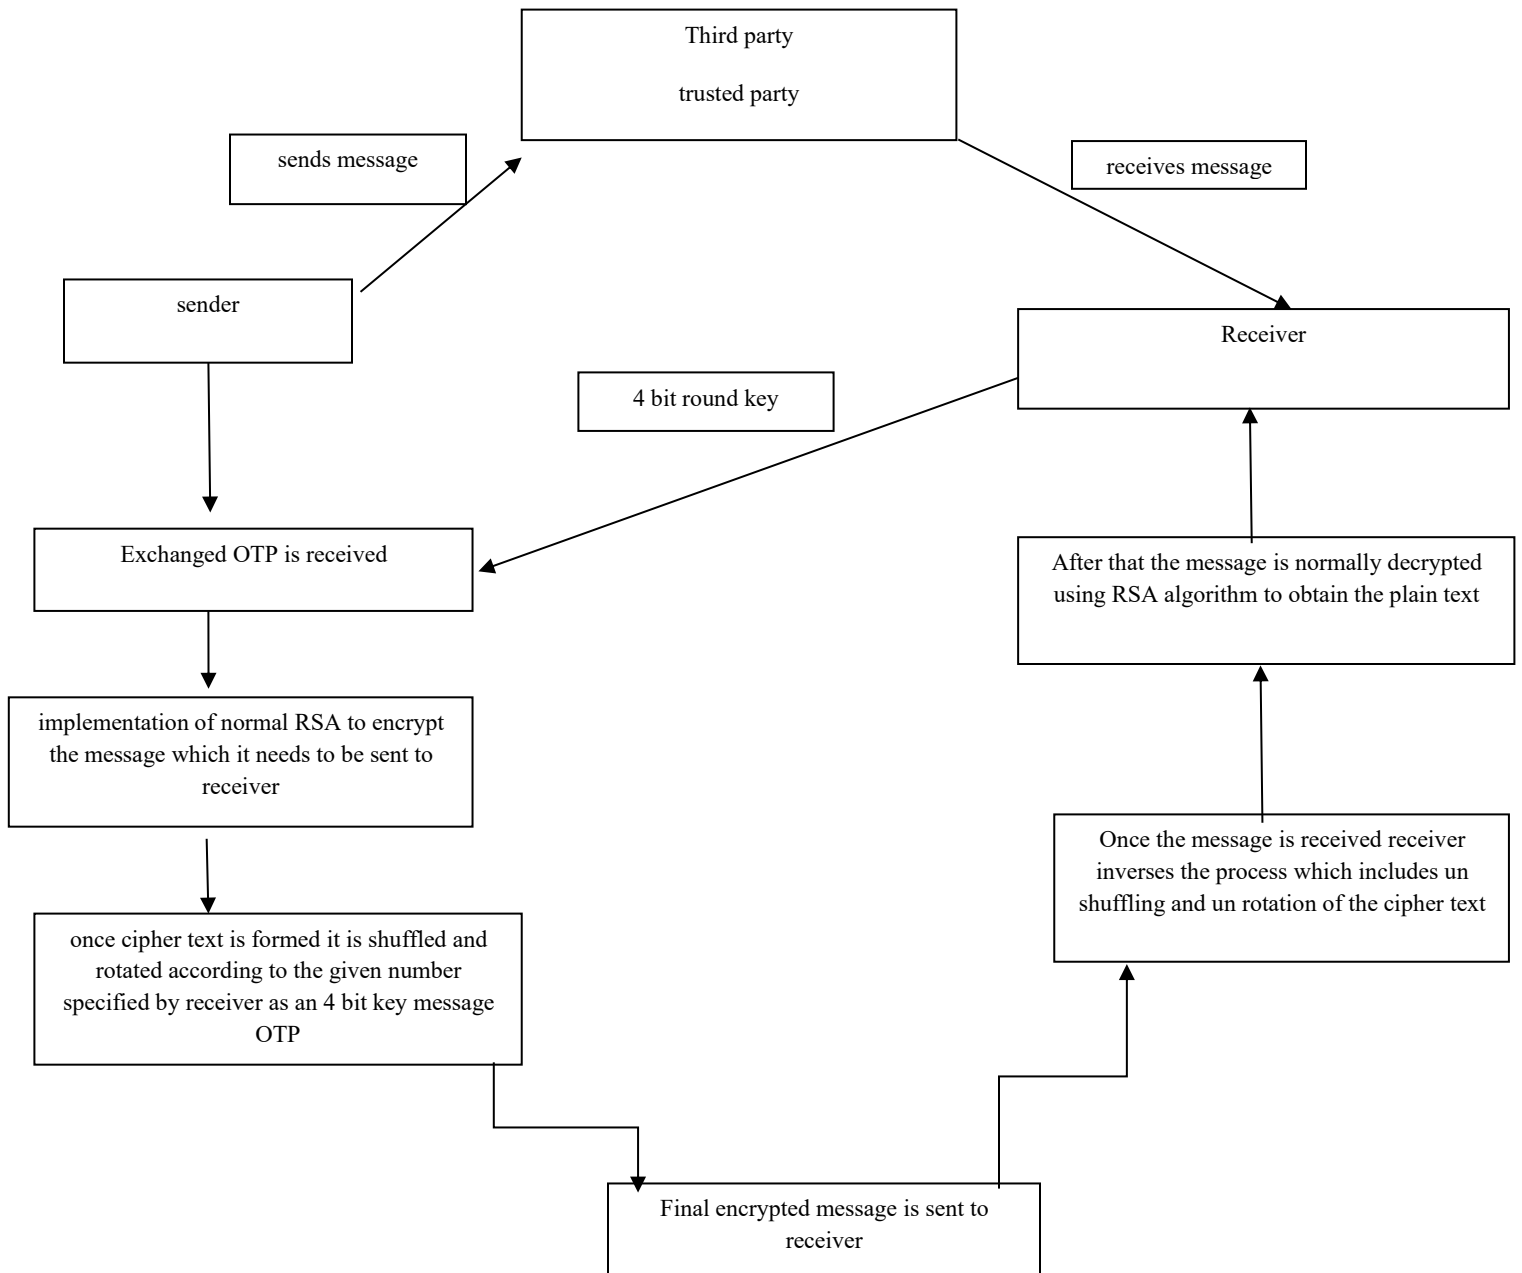 Third party
trusted party
sends message
receives message
sender
Receiver
4 bit round key
Exchanged OTP is received
After that the message is normally decrypted
using RSA algorithm to obtain the plain text
implementation of normal RSA to encrypt
the message which it needs to be sent to
receiver
Once the message is received receiver
inverses the process which includes un
shuffling and un rotation of the cipher text
once cipher text is formed it is shuffled and
rotated according to the given number
specified by receiver as an 4 bit key message
OTP
Final encrypted message is sent to
receiver